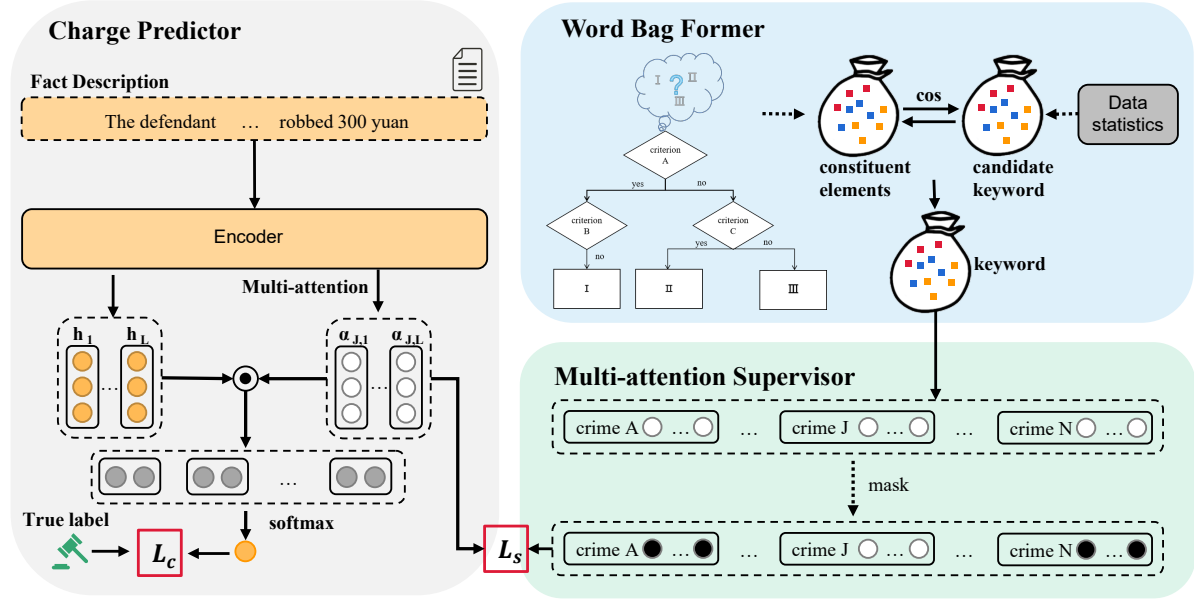 Charge Predictor
Fact Description
The defendant … robbed 300 yuan
Encoder
Multi-attention
h1 h L
α J,1 α J,L
… …
…
softmax
True label
Lc
Ls
Word Bag Former
I ? II
III
criterion
A
yes no
criterion
B
criterion
C
no
yes no
I II III
cos
constituent
elements
candidate
keyword
Data
statistics
keyword
Multi-attention Supervisor
crime A … … crime J … … crime N …
mask
crime A … … crime J … … crime N …